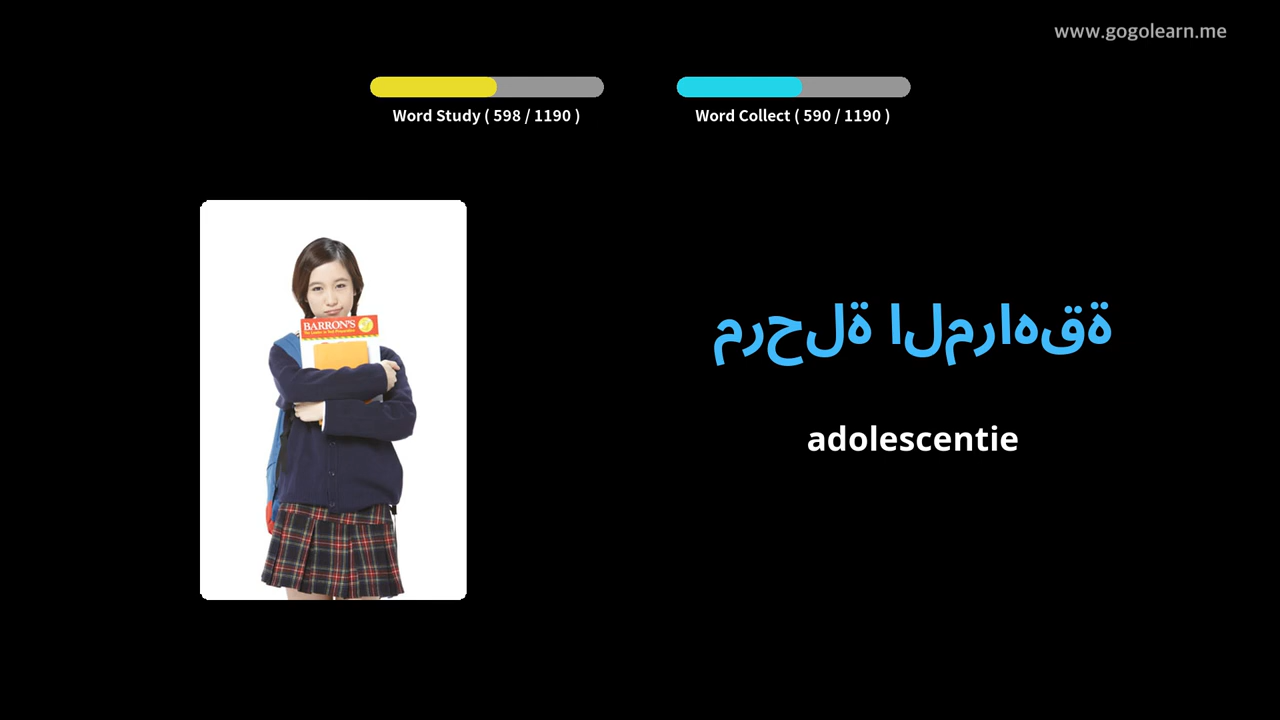 www.gogolearn.me
Word Study ( 598 / 1190 )
Word Collect ( 590 / 1190 )
BARRON'S
مرحلة المراهقة
adolescentie